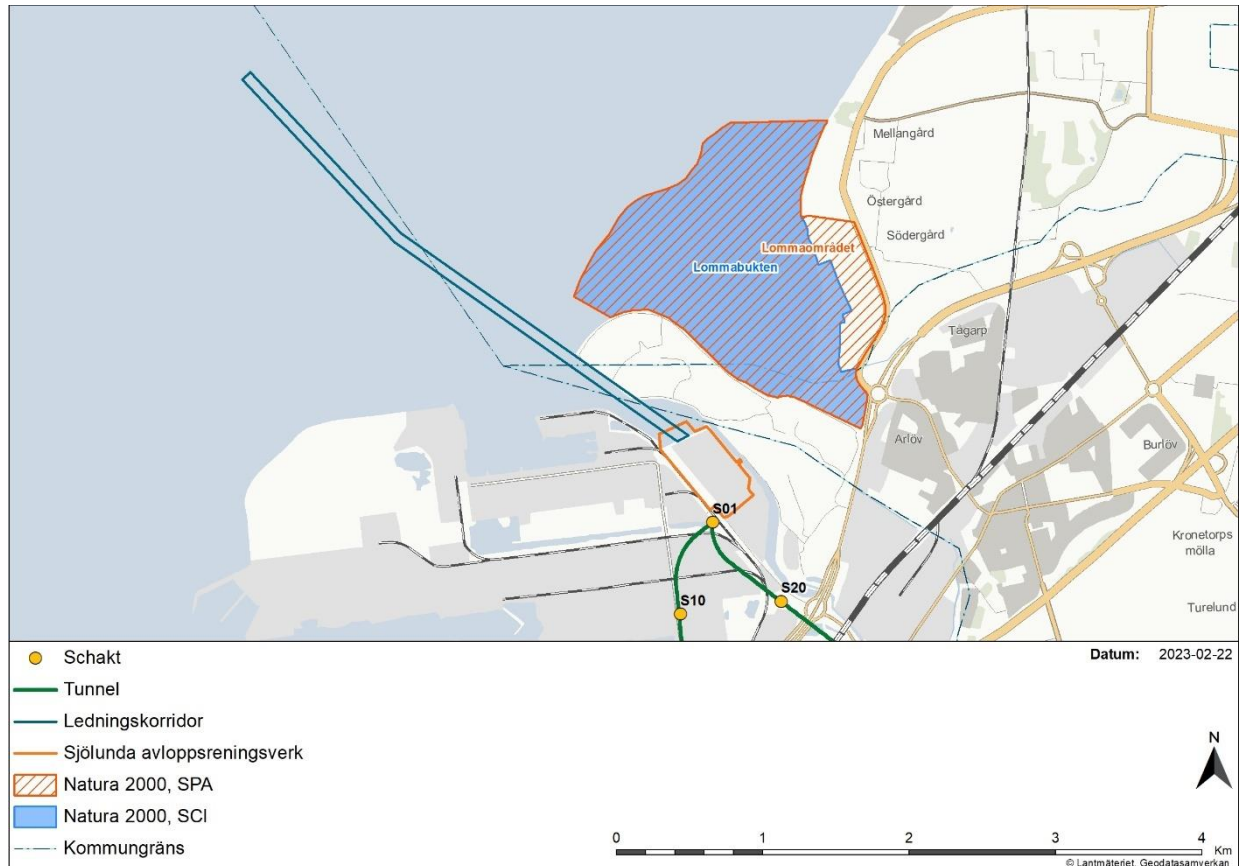 Mellangård
Östergård
Södergård
Lommaområdet
Lommabukten
Tågarp
Arlöv
Burlöv
S01
Kronetorps
mölla
S20
S10
Turelund
Schakt
Datum: 2023-02-22
Tunnel
Ledningskorridor
Sjölunda avloppsreningsverk
Natura 2000, SPA
N
Natura 2000, SCI
Kommungräns
0 1 2 3 4
Km
© Lantmäteriet, Geodatasamverkan